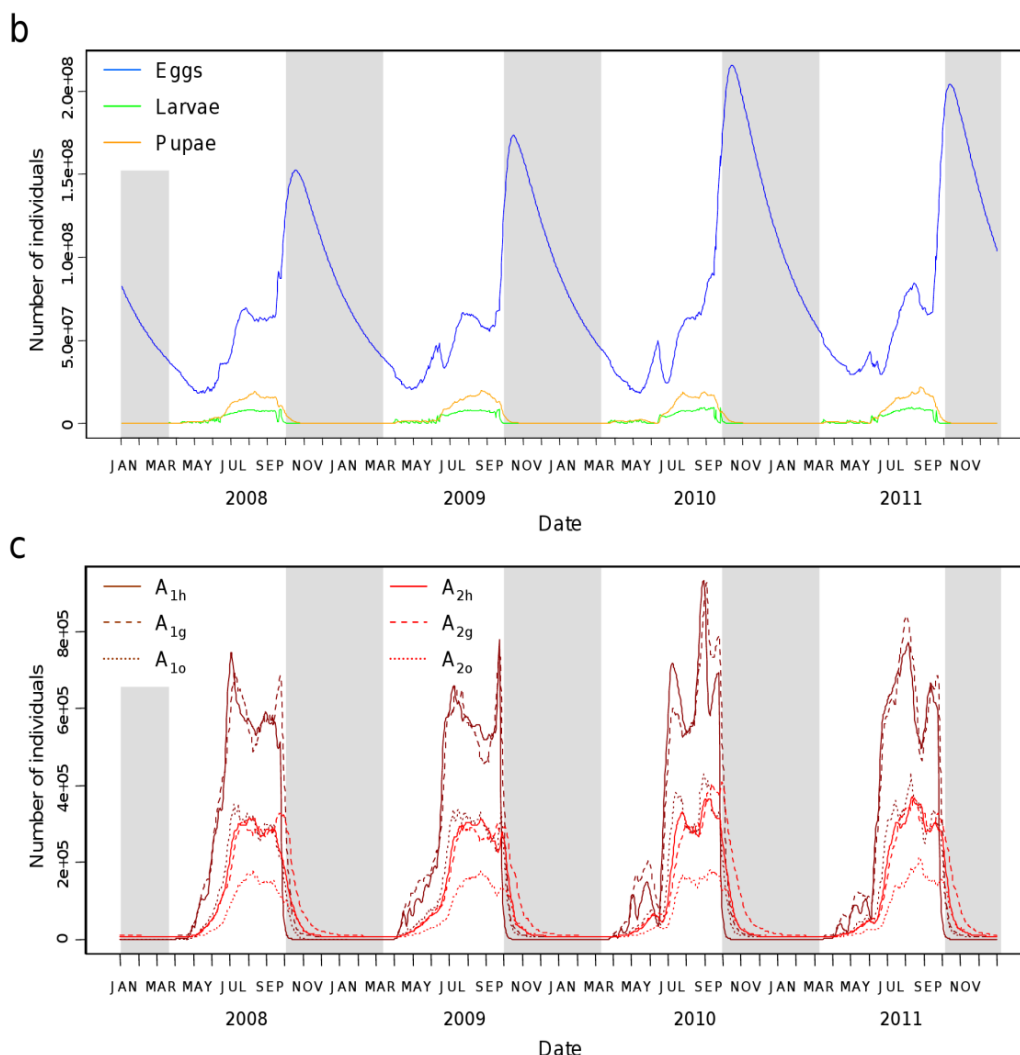 b
Number of individuals
2.0e+08
1.5e+08
1.0e+08
5.0e+07
0
Eggs
Larvae
Pupae
JAN MAR MAY JUL SEP NOV JAN MAR MAY JUL SEP NOV JAN MAR MAY JUL SEP NOV JAN MAR MAY JUL SEP NOV
2008 2009 2010 2011
Date
c
Number of individuals
8e+05
6e+05
4e+05
2e+05
0
A1h A2h
A1g A2g
A1o A2o
JAN MAR MAY JUL SEP NOV JAN MAR MAY JUL SEP NOV JAN MAR MAY JUL SEP NOV JAN MAR MAY JUL SEP NOV
2008 2009 2010 2011
Date